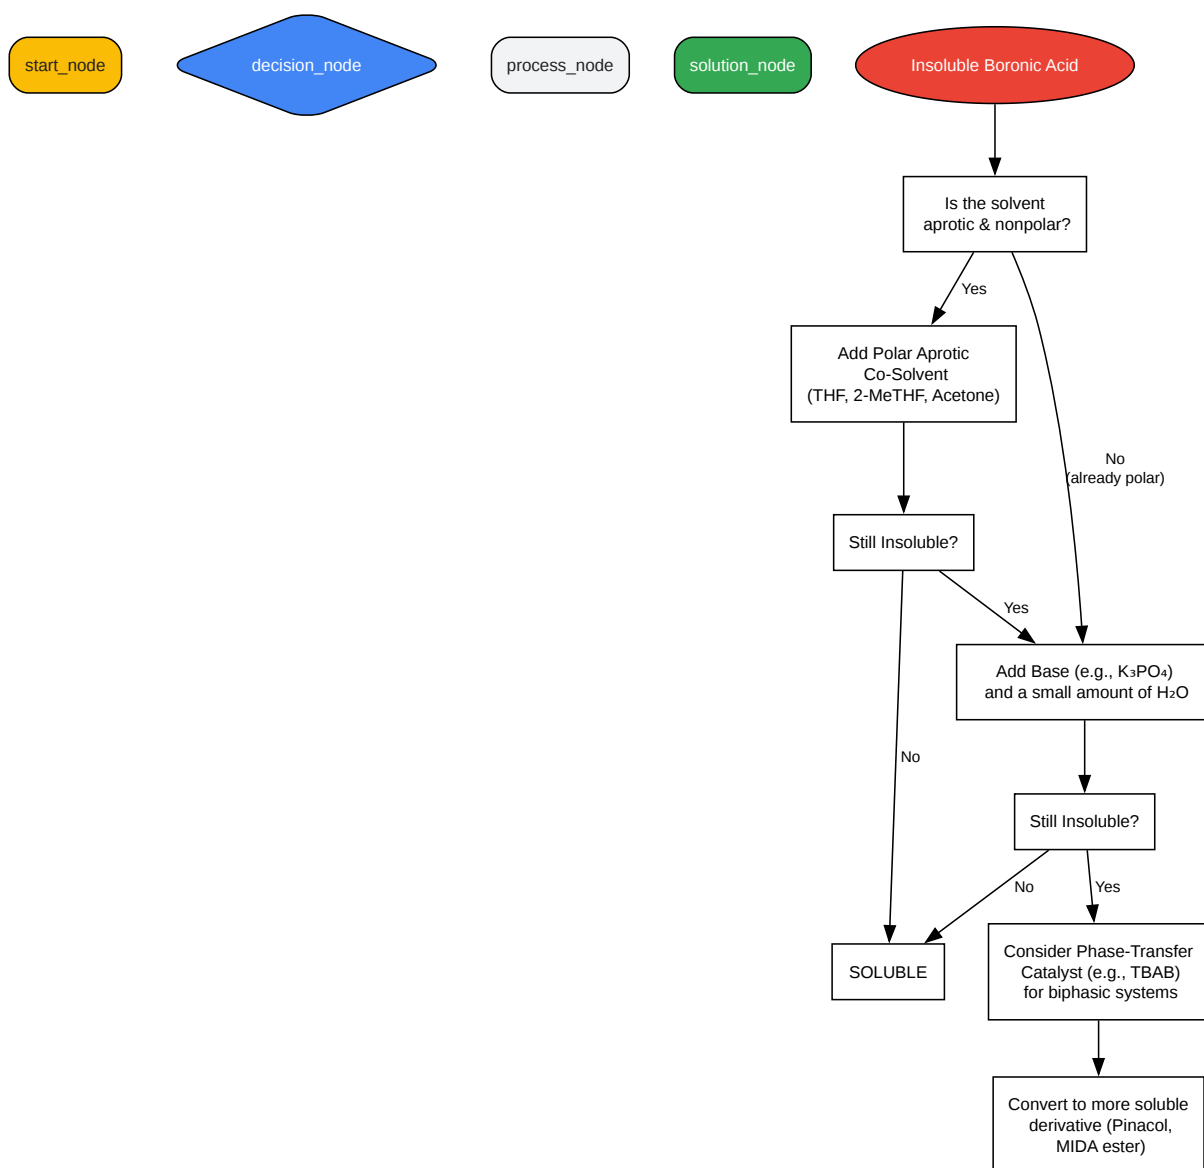 start_node
decision_node
process_node
solution_node
Insoluble Boronic Acid
Is the solvent
aprotic & nonpolar?
Yes
Add Polar Aprotic
Co-Solvent
(THF, 2-MeTHF, Acetone)
No
(already polar)
Still Insoluble?
Yes
Add Base (e.g., K₃PO₄)
and a small amount of H₂O
No
Still Insoluble?
No
Yes
SOLUBLE
Consider Phase-Transfer
Catalyst (e.g., TBAB)
for biphasic systems
Convert to more soluble
derivative (Pinacol,
MIDA ester)